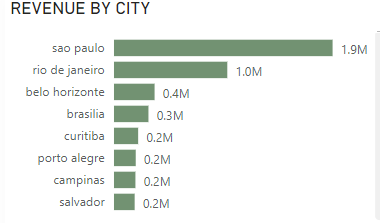 REVENUE BY CITY
sao paulo 1.9M
rio de janeiro 1.0M
belo horizonte 0.4M
brasilia 0.3M
curitiba 0.2M
porto alegre 0.2M
campinas 0.2M
salvador 0.2M